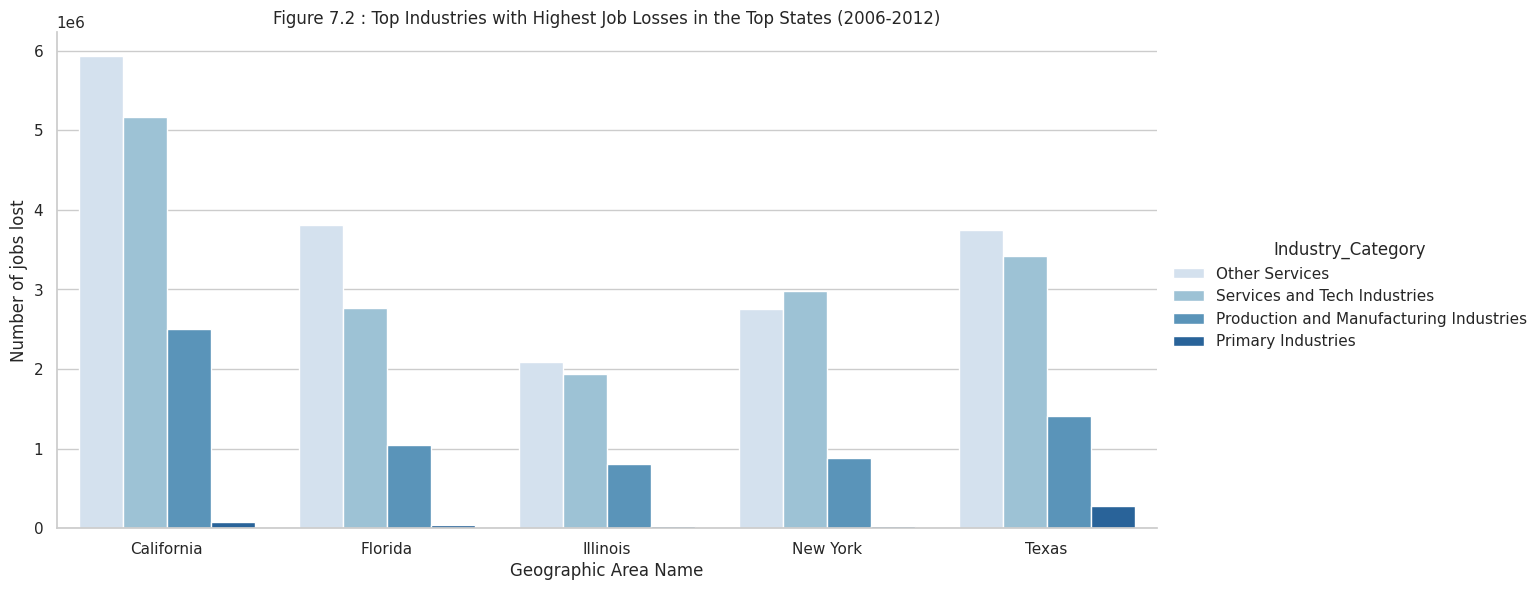 Figure 7.2 : Top Industries with Highest Job Losses in the Top States (2006-2012)
1e6
6
5
4
3
2
1
0
Number of jobs lost
California
Florida
Illinois
New York
Texas
Geographic Area Name
Industry_Category
Other Services
Services and Tech Industries
Production and Manufacturing Industries
Primary Industries